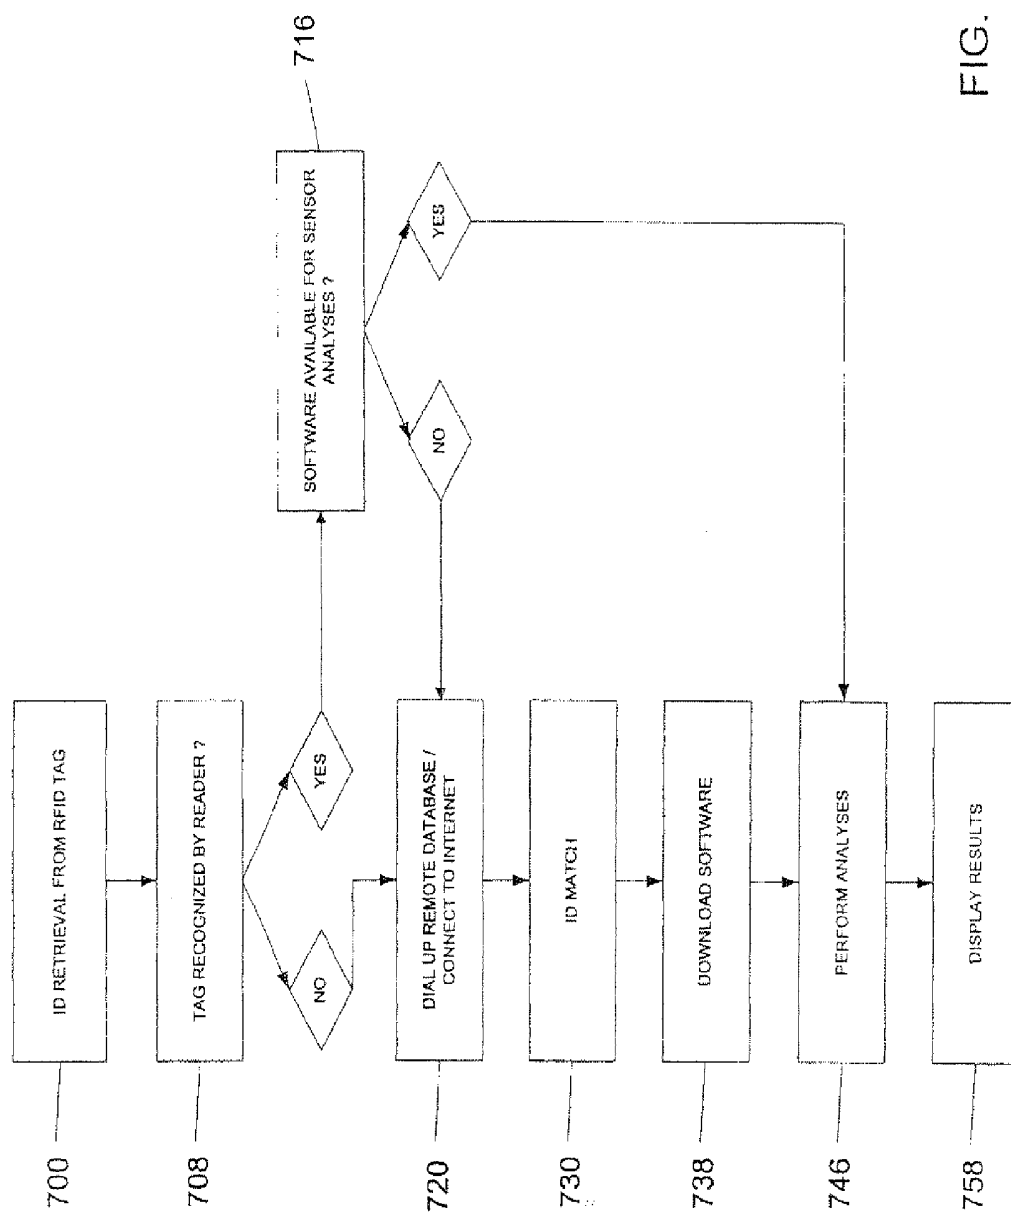 700
ID RETRIEVAL FROM RFID TAG
708
TAG RECOGNIZED BY READER ?
NO
YES
716
SOFTWARE AVAILABLE FOR SENSOR
ANALYSES ?
NO
YES
720
DIAL UP REMOTE DATABASE /
CONNECT TO INTERNET
730
ID MATCH
738
DOWNLOAD SOFTWARE
746
PERFORM ANALYSES
758
DISPLAY RESULTS
FIG.